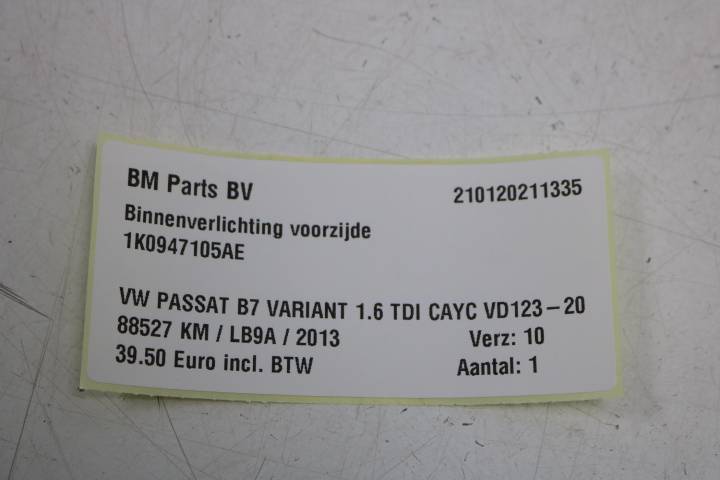 BM Parts BV 210120211335
Binnenverlichting voorzijde
1K0947105AE
VW PASSAT B7 VARIANT 1.6 TDI CAYC VD123-20
88527 KM / LB9A / 2013 Verz: 10
39.50 Euro incl. BTW Aantal: 1